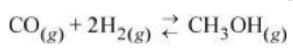 CO(g) + 2H2(g) ⇄ CH3OH(g)